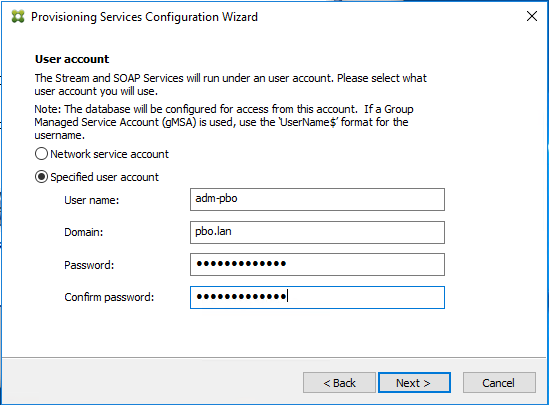 Provisioning Services Configuration Wizard
User account
The Stream and SOAP Services will run under an user account. Please select what
user account you will use.
Note: The database will be configured for access from this account. If a Group
Managed Service Account (gMSA) is used, use the 'UserName$' format for the
username.
Network service account
Specified user account
User name: adm-pbo
Domain: pbo.lan
Password: •••••••••••••
Confirm password: •••••••••••••
< Back Next > Cancel